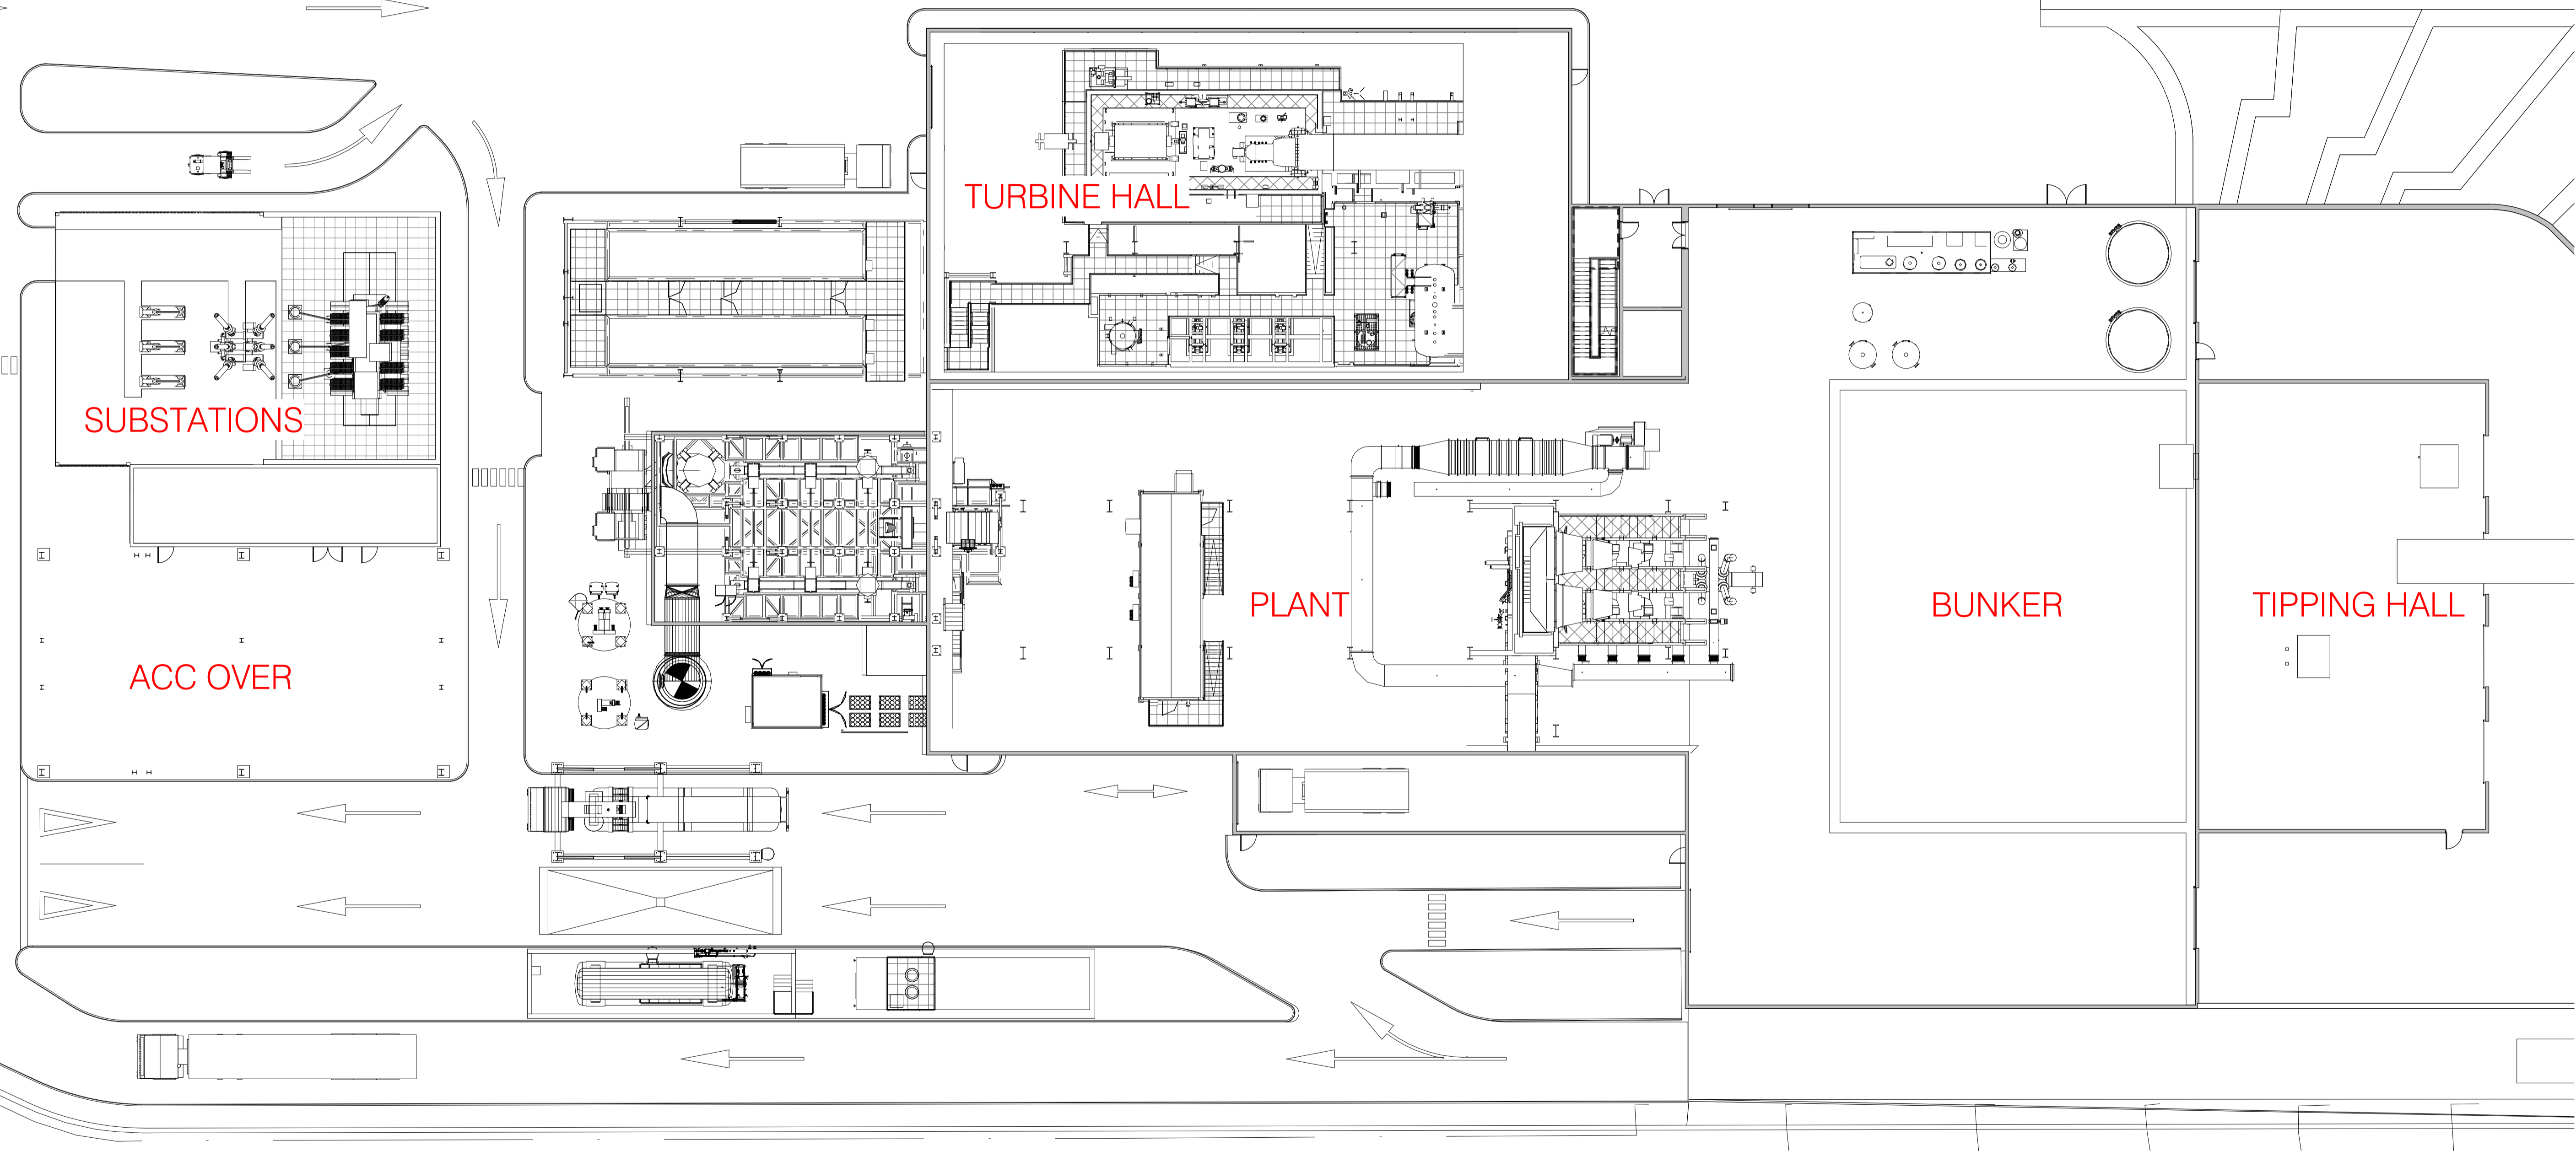 TURBINE HALL
SUBSTATIONS
PLANT
BUNKER
TIPPING HALL
ACC OVER